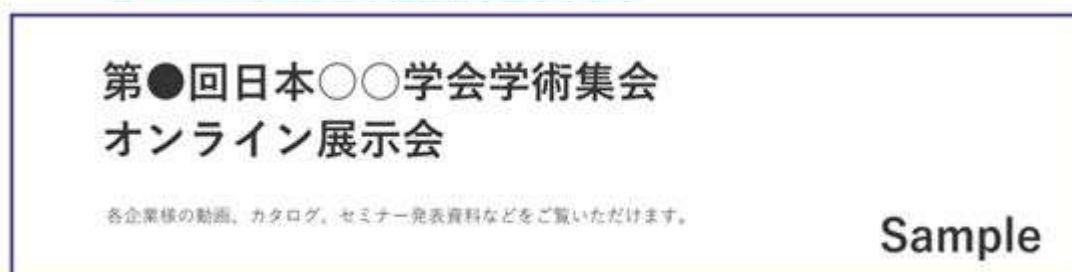 第●回日本○○学会学術集会
オンライン展示会
各企業様の動画、カタログ、セミナー発表資料などをご覧いただけます。
Sample